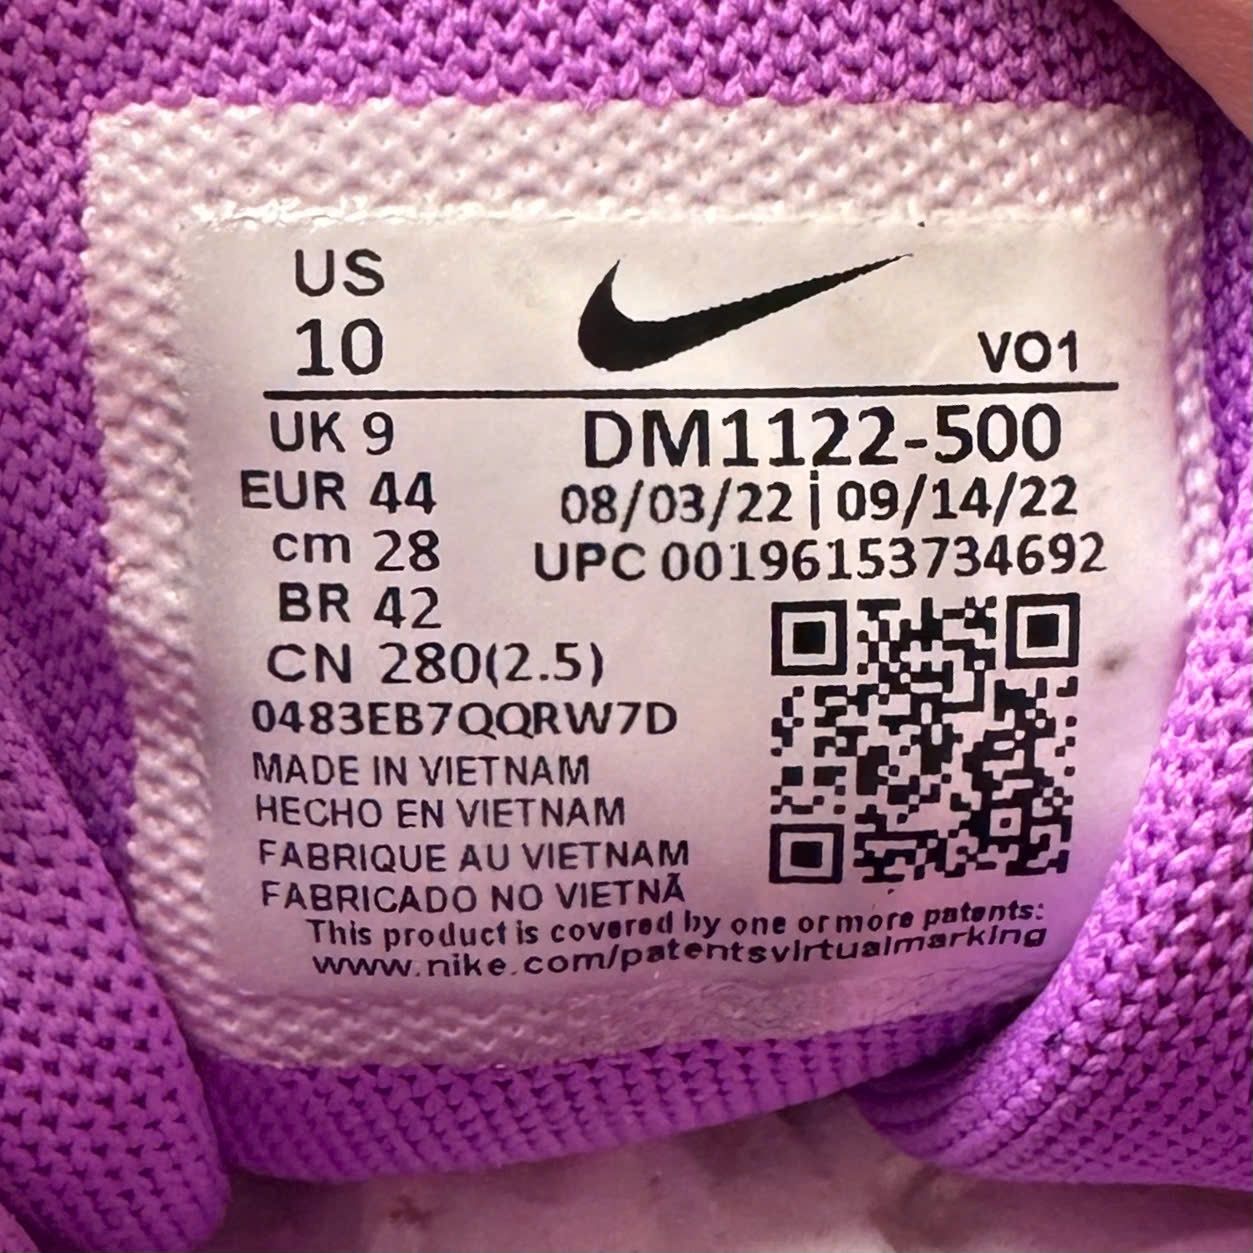 US
10
VO1
UK 9
EUR 44
cm 28
BR 42
CN 280(2.5)
DM1122-500
08/03/22 | 09/14/22
UPC 00196153734692
0483EB7QQRW7D
MADE IN VIETNAM
HECHO EN VIETNAM
FABRIQUE AU VIETNAM
FABRICADO NO VIETNÃ
This product is covered by one or more patents:
www.nike.com/patentsvirtualmarking